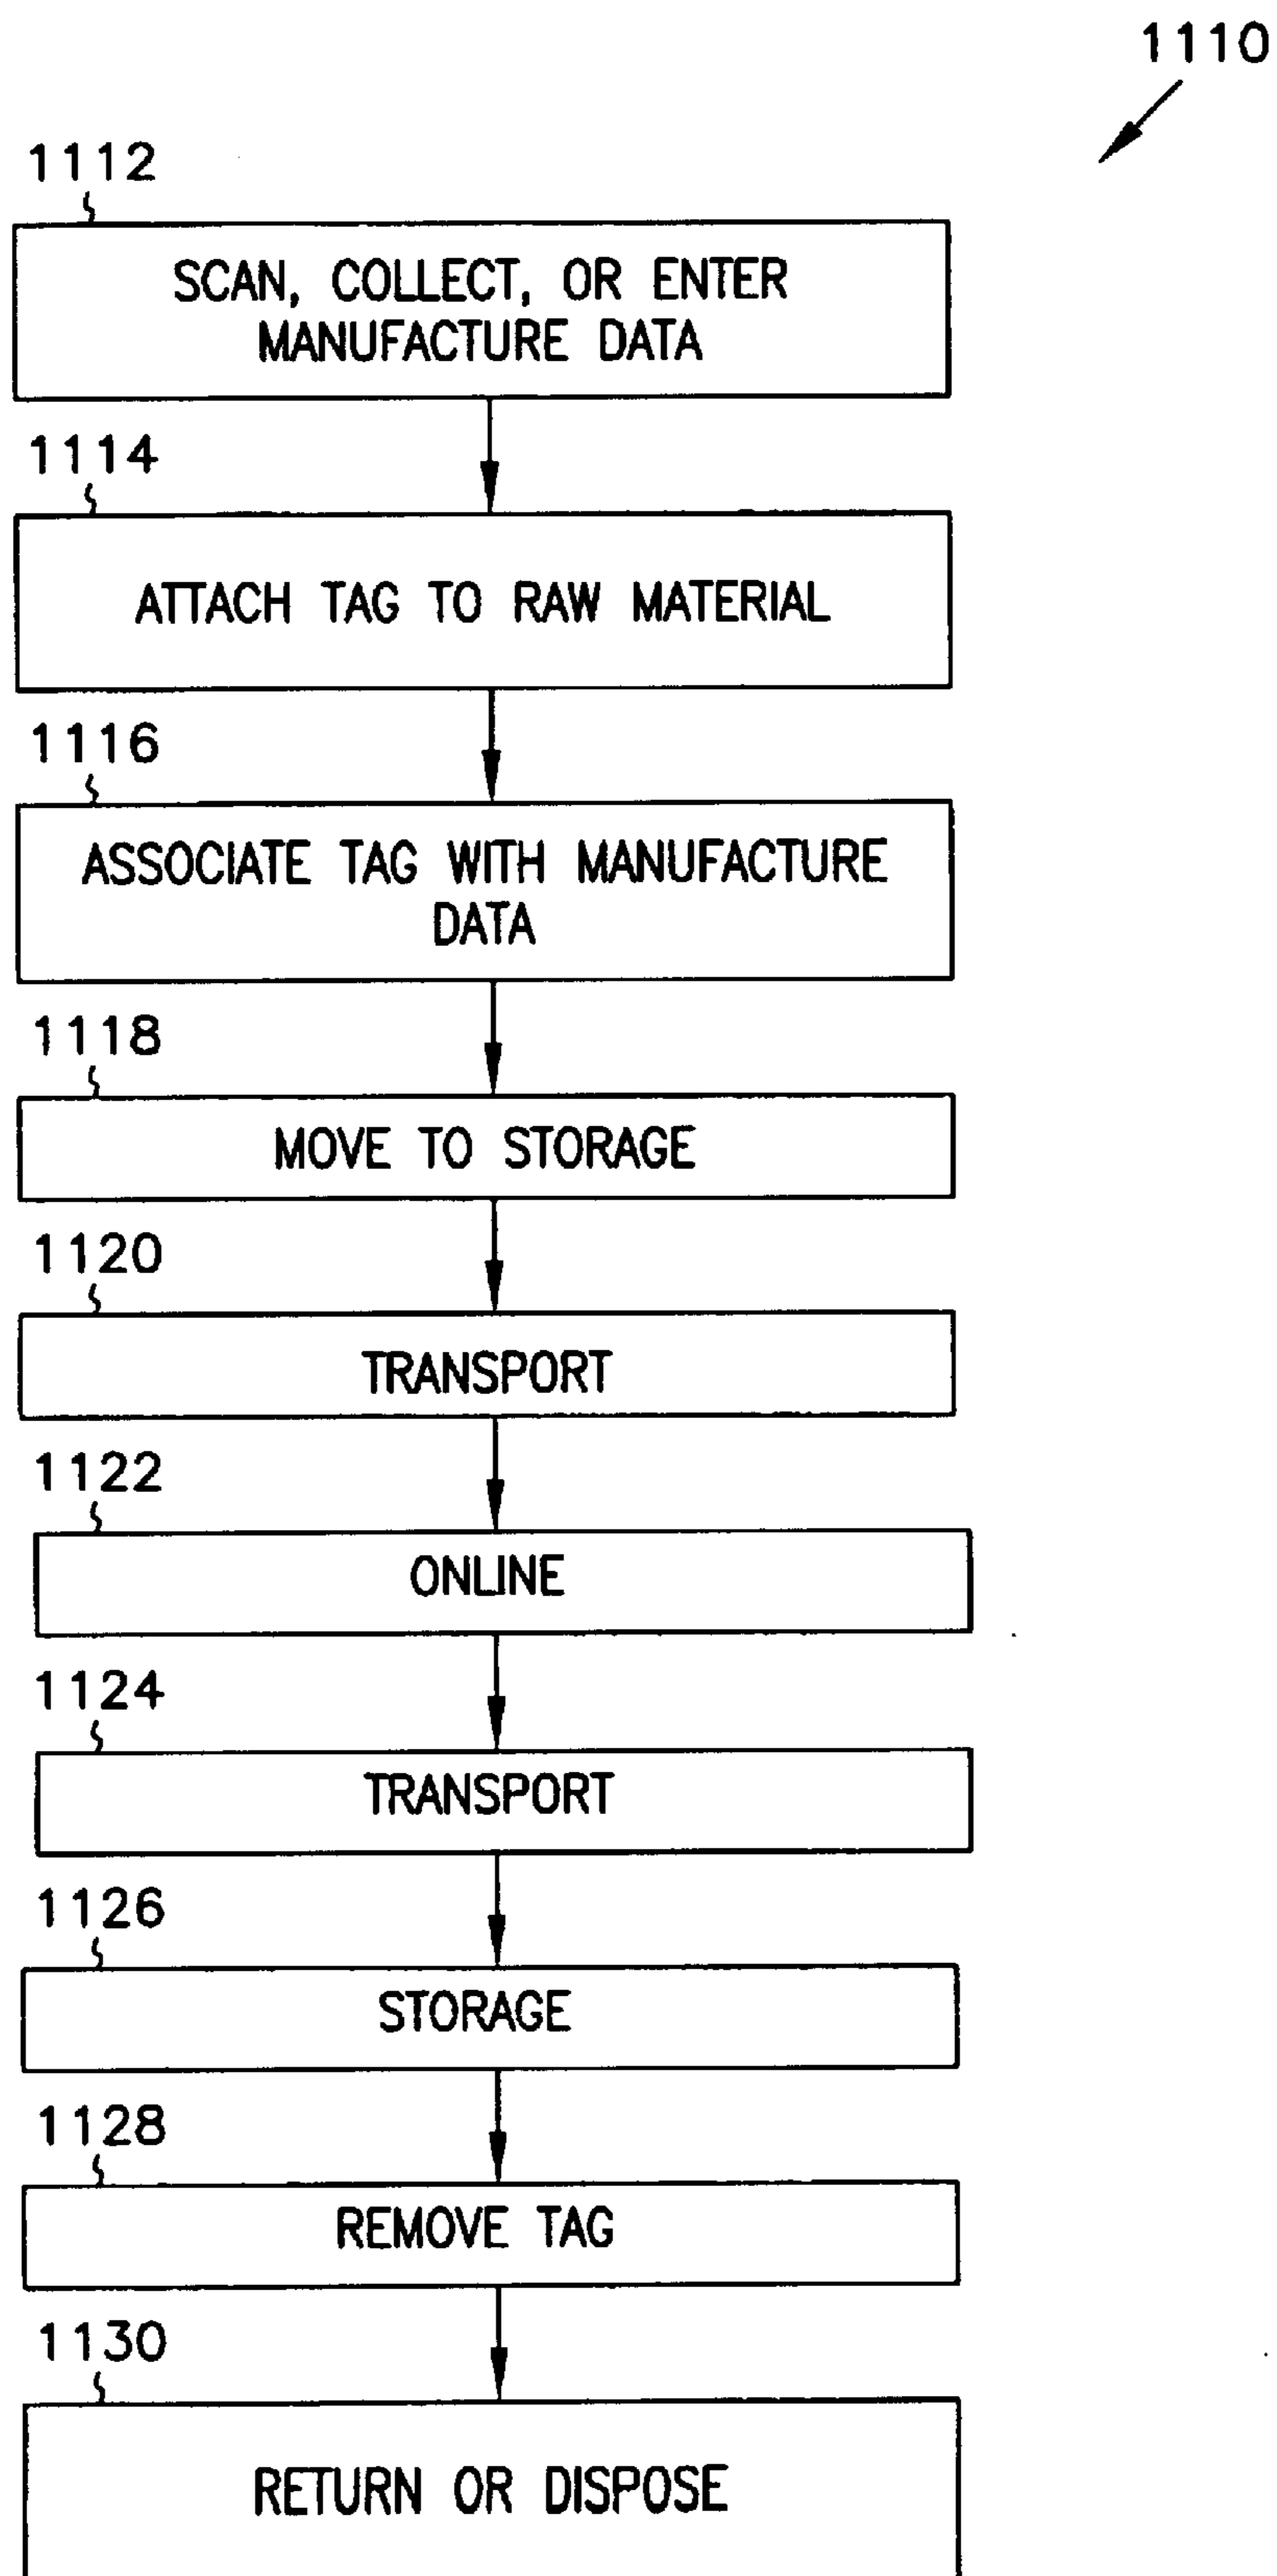 1110
1112
SCAN, COLLECT, OR ENTER
MANUFACTURE DATA
1114
ATTACH TAG TO RAW MATERIAL
1116
ASSOCIATE TAG WITH MANUFACTURE
DATA
1118
MOVE TO STORAGE
1120
TRANSPORT
1122
ONLINE
1124
TRANSPORT
1126
STORAGE
1128
REMOVE TAG
1130
RETURN OR DISPOSE